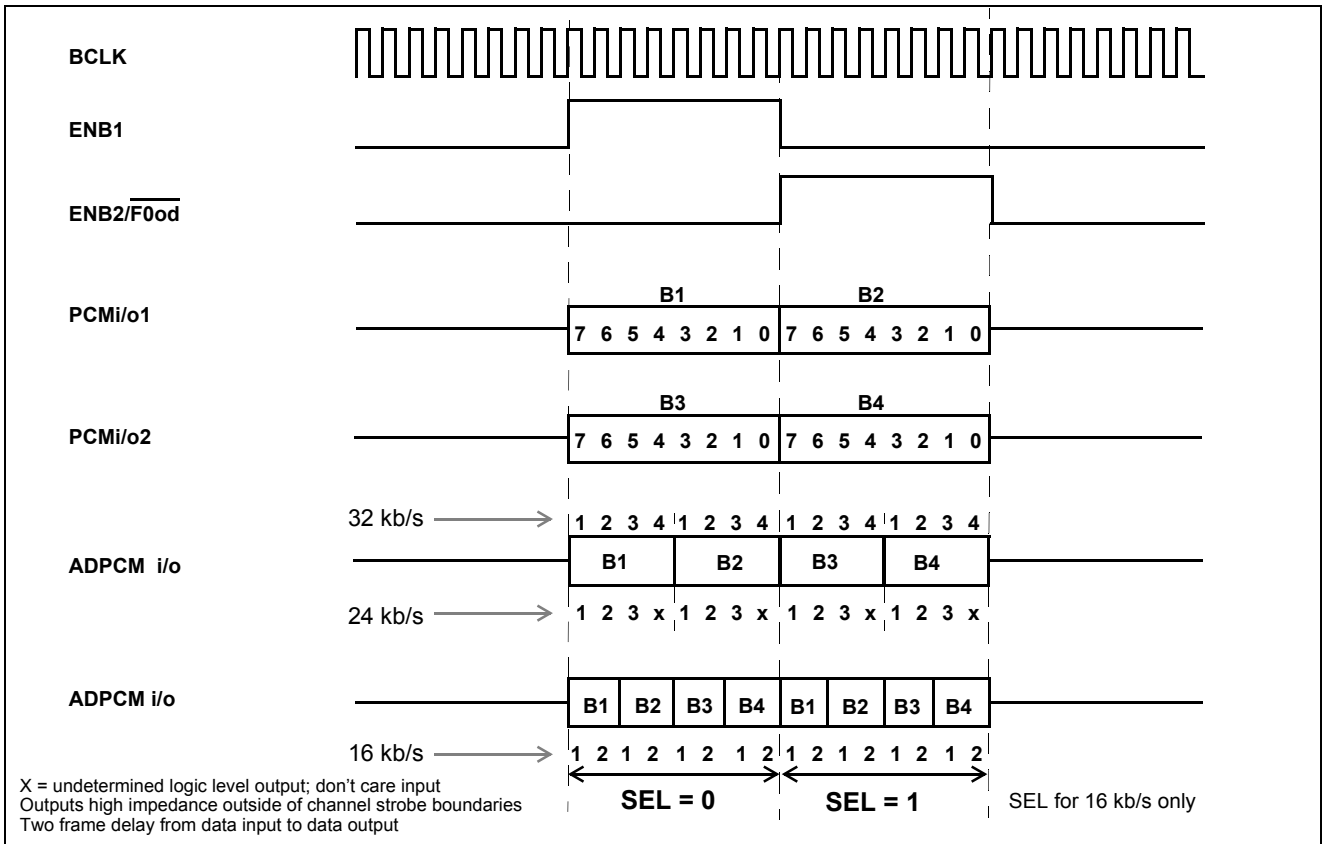 BCLK
ENB1
ENB2/F0od
B1 B2
PCMi/o1
7 6 5 4 3 2 1 0 7 6 5 4 3 2 1 0
B3 B4
PCMi/o2
7 6 5 4 3 2 1 0 7 6 5 4 3 2 1 0
32 kb/s
1 2 3 4 1 2 3 4 1 2 3 4 1 2 3 4
ADPCM i/o
B1 B2 B3 B4
24 kb/s
1 2 3 x 1 2 3 x 1 2 3 x 1 2 3 x
ADPCM i/o
B1 B2 B3 B4 B1 B2 B3 B4
16 kb/s
1 2 1 2 1 2 1 2 1 2 1 2 1 2 1 2
X = undetermined logic level output; don't care input
Outputs high impedance outside of channel strobe boundaries
Two frame delay from data input to data output
SEL = 0 SEL = 1 SEL for 16 kb/s only